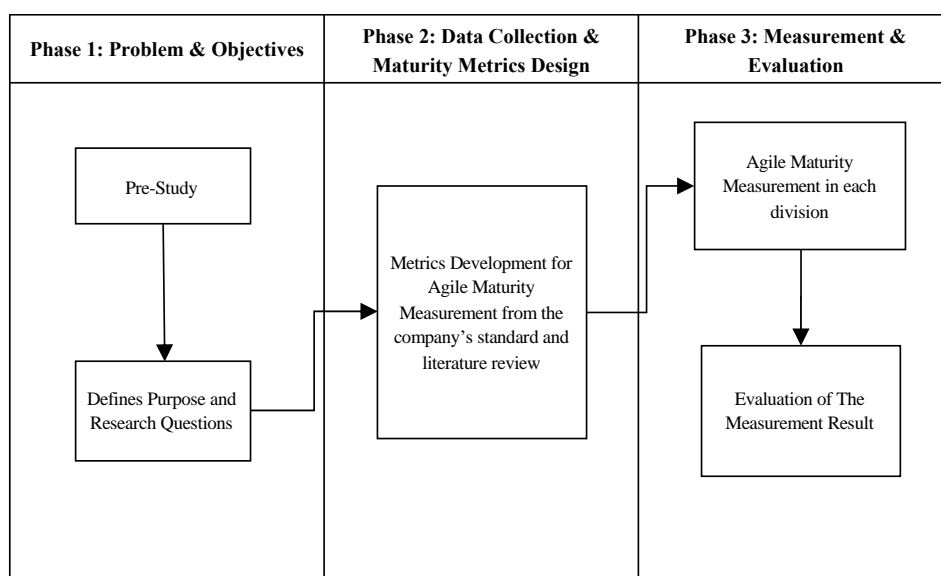 Phase 1: Problem & Objectives
Phase 2: Data Collection &
Maturity Metrics Design
Phase 3: Measurement &
Evaluation
Pre-Study
Defines Purpose and
Research Questions
Metrics Development for
Agile Maturity
Measurement from the
company’s standard and
literature review
Agile Maturity
Measurement in each
division
Evaluation of The
Measurement Result